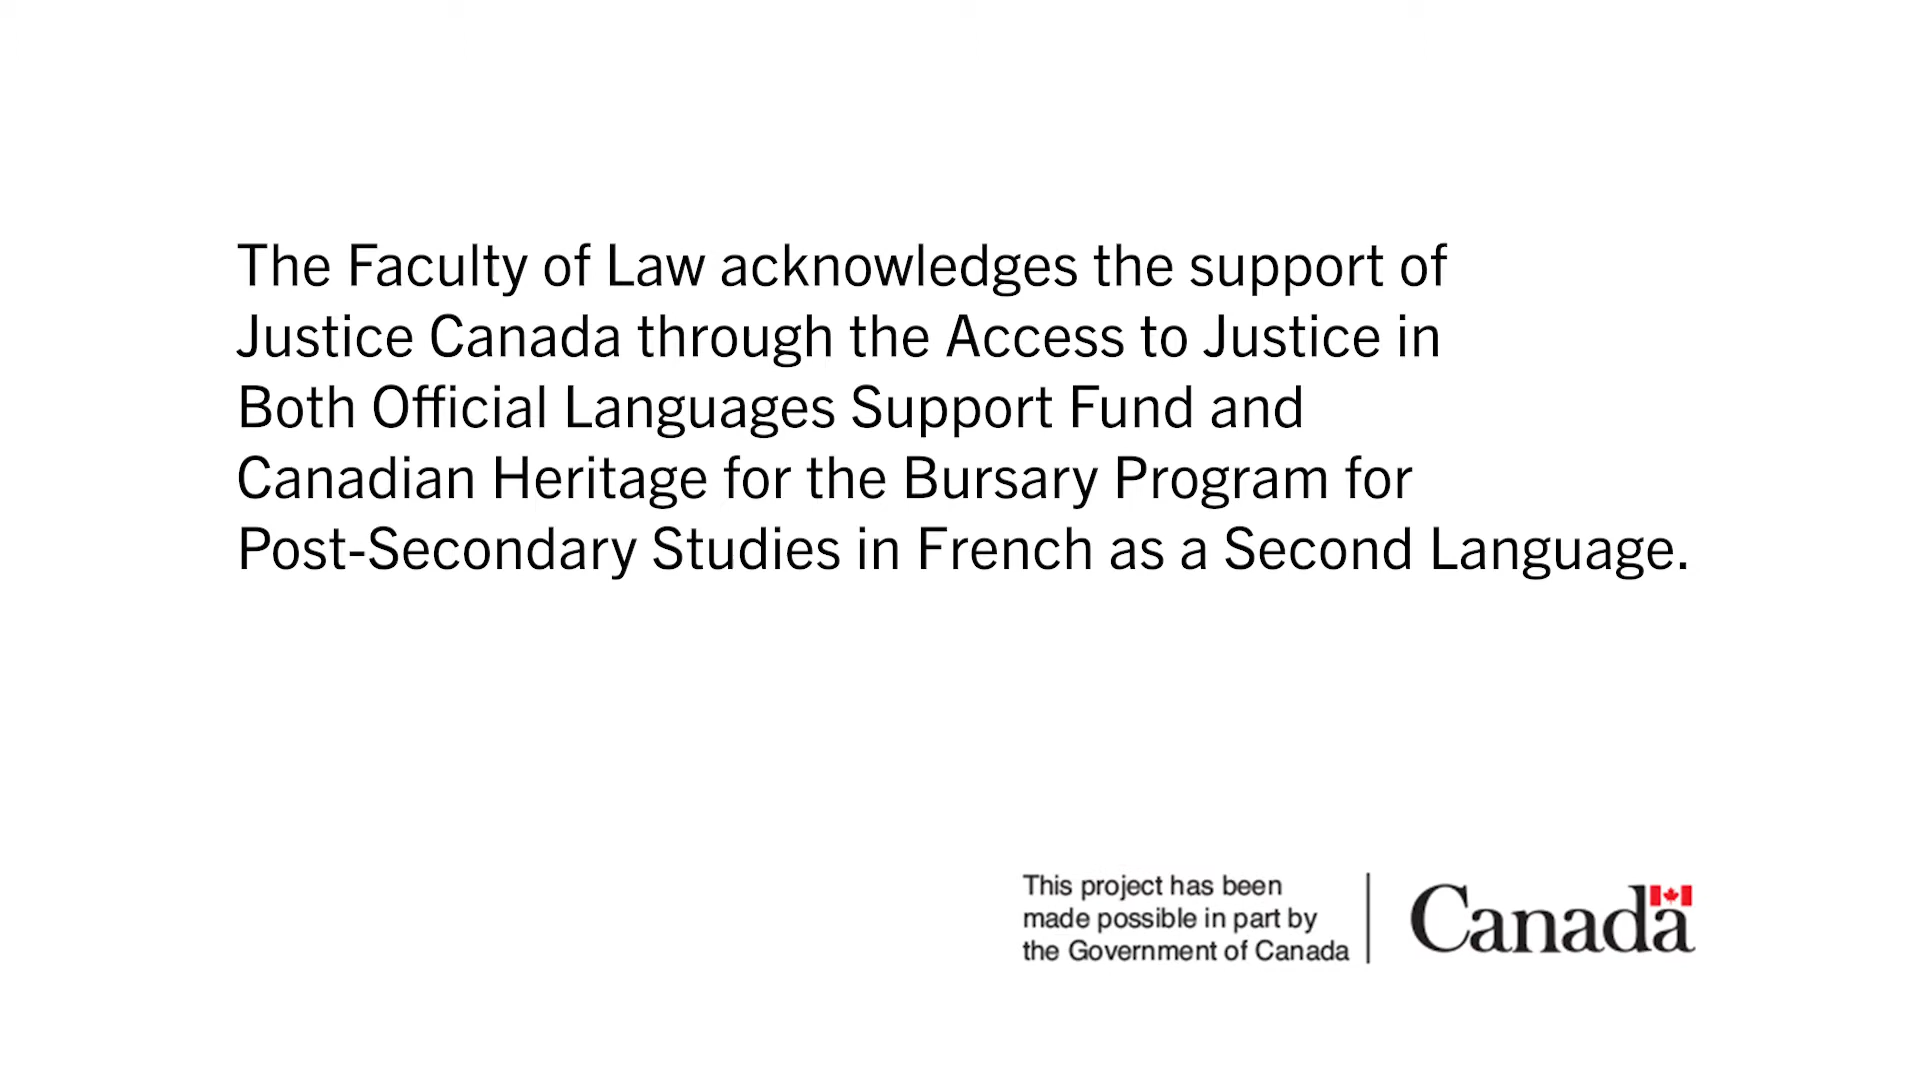 The Faculty of Law acknowledges the support of
Justice Canada through the Access to Justice in
Both Official Languages Support Fund and
Canadian Heritage for the Bursary Program for
Post-Secondary Studies in French as a Second Language.
This project has been
made possible in part by
the Government of Canada
Canada